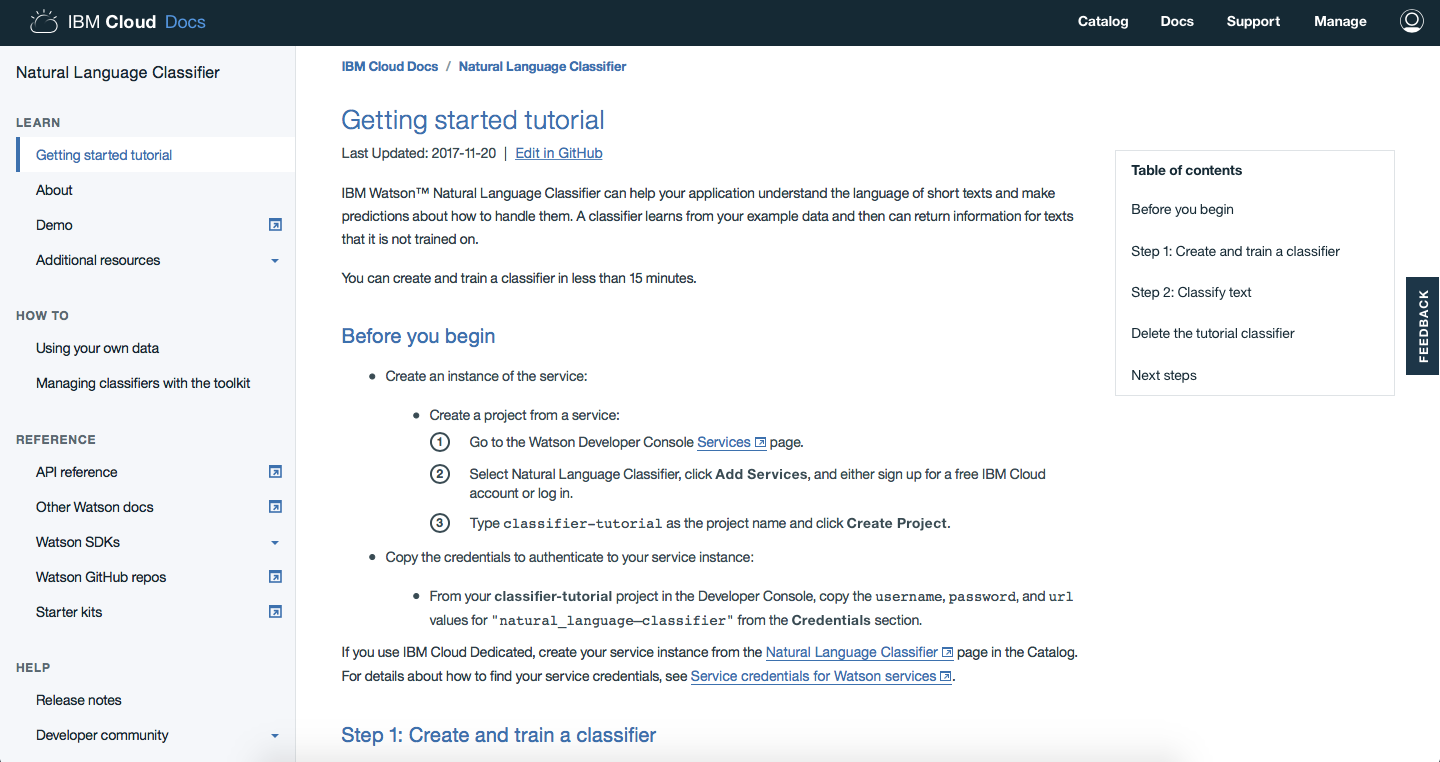 IBM Cloud Docs
Catalog Docs Support Manage
Natural Language Classifier
LEARN
Getting started tutorial
About
Demo
Additional resources
HOW TO
Using your own data
Managing classifiers with the toolkit
REFERENCE
API reference
Other Watson docs
Watson SDKs
Watson GitHub repos
Starter kits
HELP
Release notes
Developer community
IBM Cloud Docs / Natural Language Classifier
Getting started tutorial
Last Updated: 2017-11-20 | Edit in GitHub
IBM Watson™ Natural Language Classifier can help your application understand the language of short texts and make
predictions about how to handle them. A classifier learns from your example data and then can return information for texts
that it is not trained on.
You can create and train a classifier in less than 15 minutes.
Before you begin
• Create an instance of the service:
• Create a project from a service:
1 Go to the Watson Developer Console Services page.
2 Select Natural Language Classifier, click Add Services, and either sign up for a free IBM Cloud
account or log in.
3 Type classifier-tutorial as the project name and click Create Project.
• Copy the credentials to authenticate to your service instance:
• From your classifier-tutorial project in the Developer Console, copy the username, password, and url
values for "natural_language—classifier" from the Credentials section.
If you use IBM Cloud Dedicated, create your service instance from the Natural Language Classifier page in the Catalog.
For details about how to find your service credentials, see Service credentials for Watson services.
Step 1: Create and train a classifier
Table of contents
Before you begin
Step 1: Create and train a classifier
Step 2: Classify text
Delete the tutorial classifier
Next steps
FEEDBACK